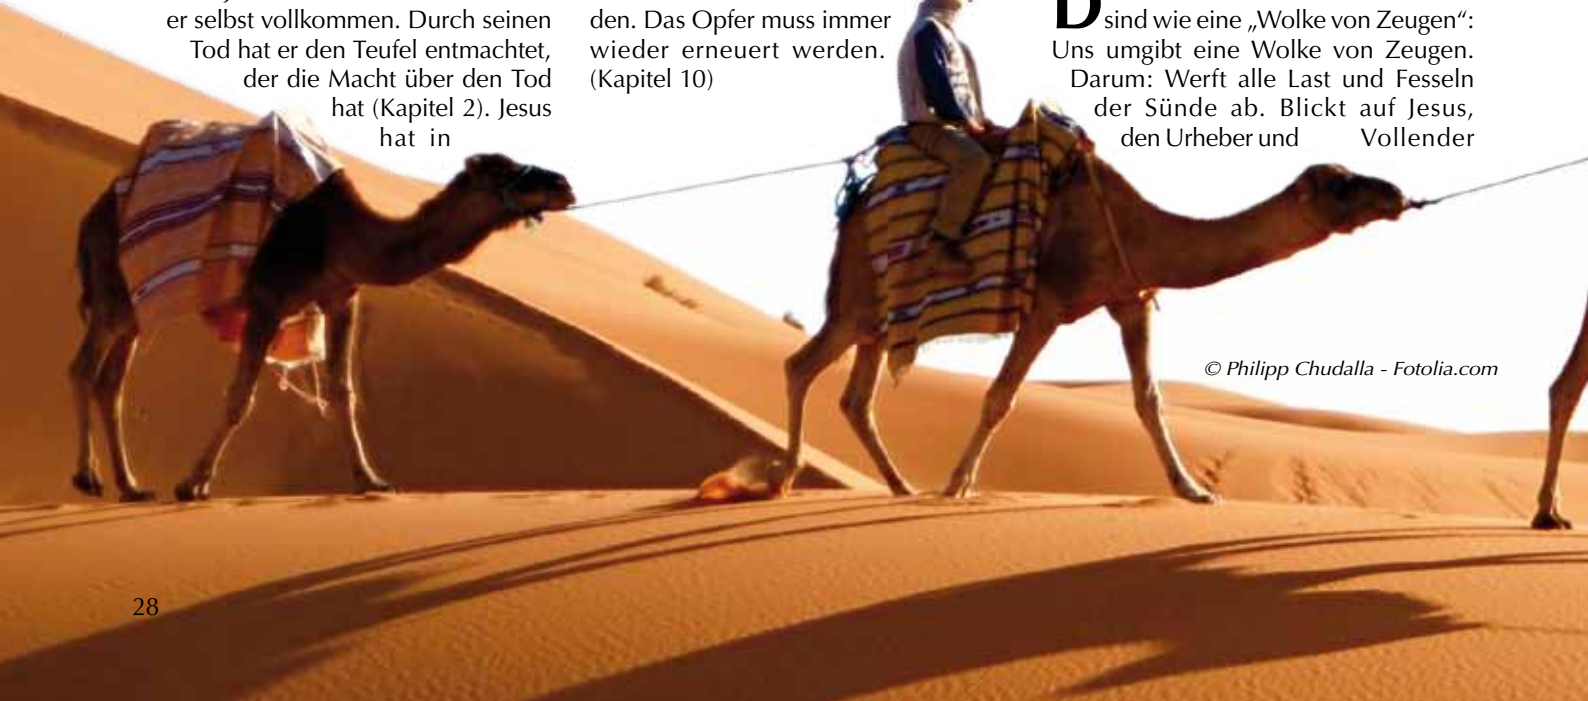 er selbst vollkommen. Durch seinen
Tod hat er den Teufel entmachtet,
der die Macht über den Tod
hat (Kapitel 2). Jesus
hat in
den. Das Opfer muss immer
wieder erneuert werden.
(Kapitel 10)
D sind wie eine „Wolke von Zeugen“:
Uns umgibt eine Wolke von Zeugen.
Darum: Werft alle Last und Fesseln
der Sünde ab. Blickt auf Jesus,
den Urheber und Vollender
© Philipp Chudalla - Fotolia.com
28